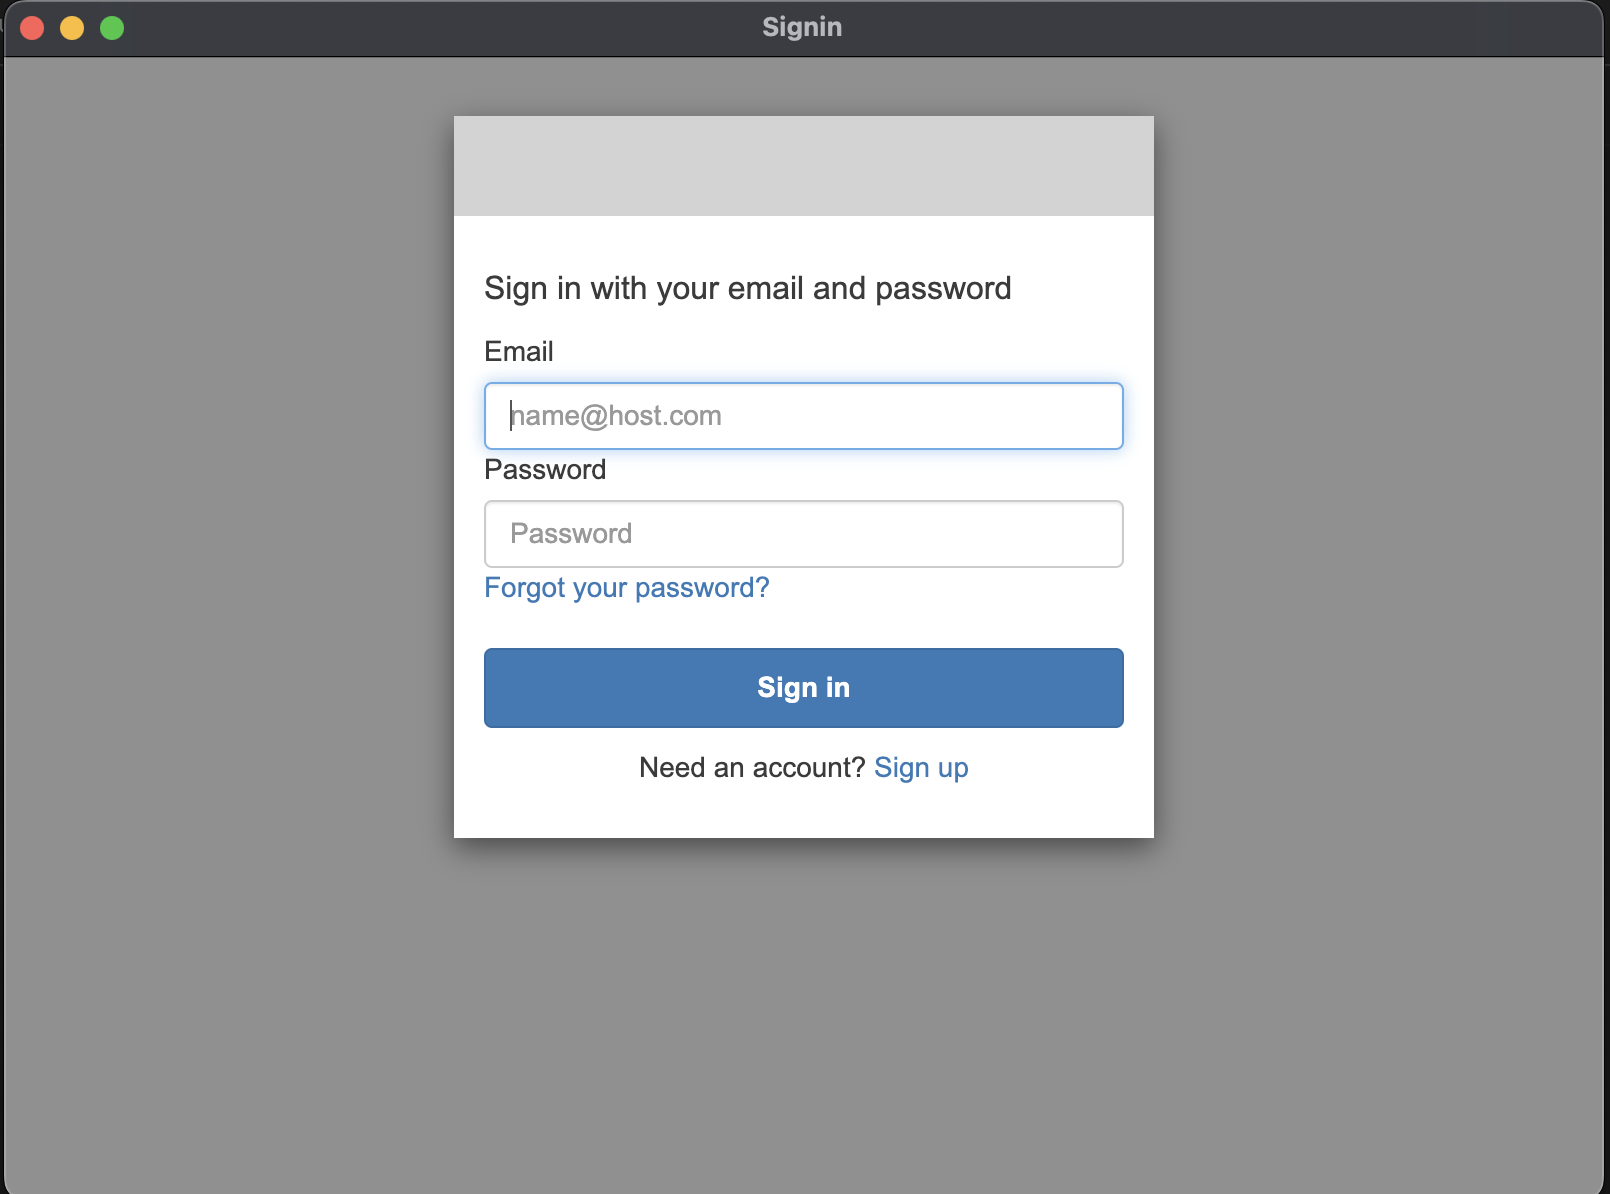 Signin
Sign in with your email and password
Email
name@host.com
Password
Password
Forgot your password?
Sign in
Need an account? Sign up